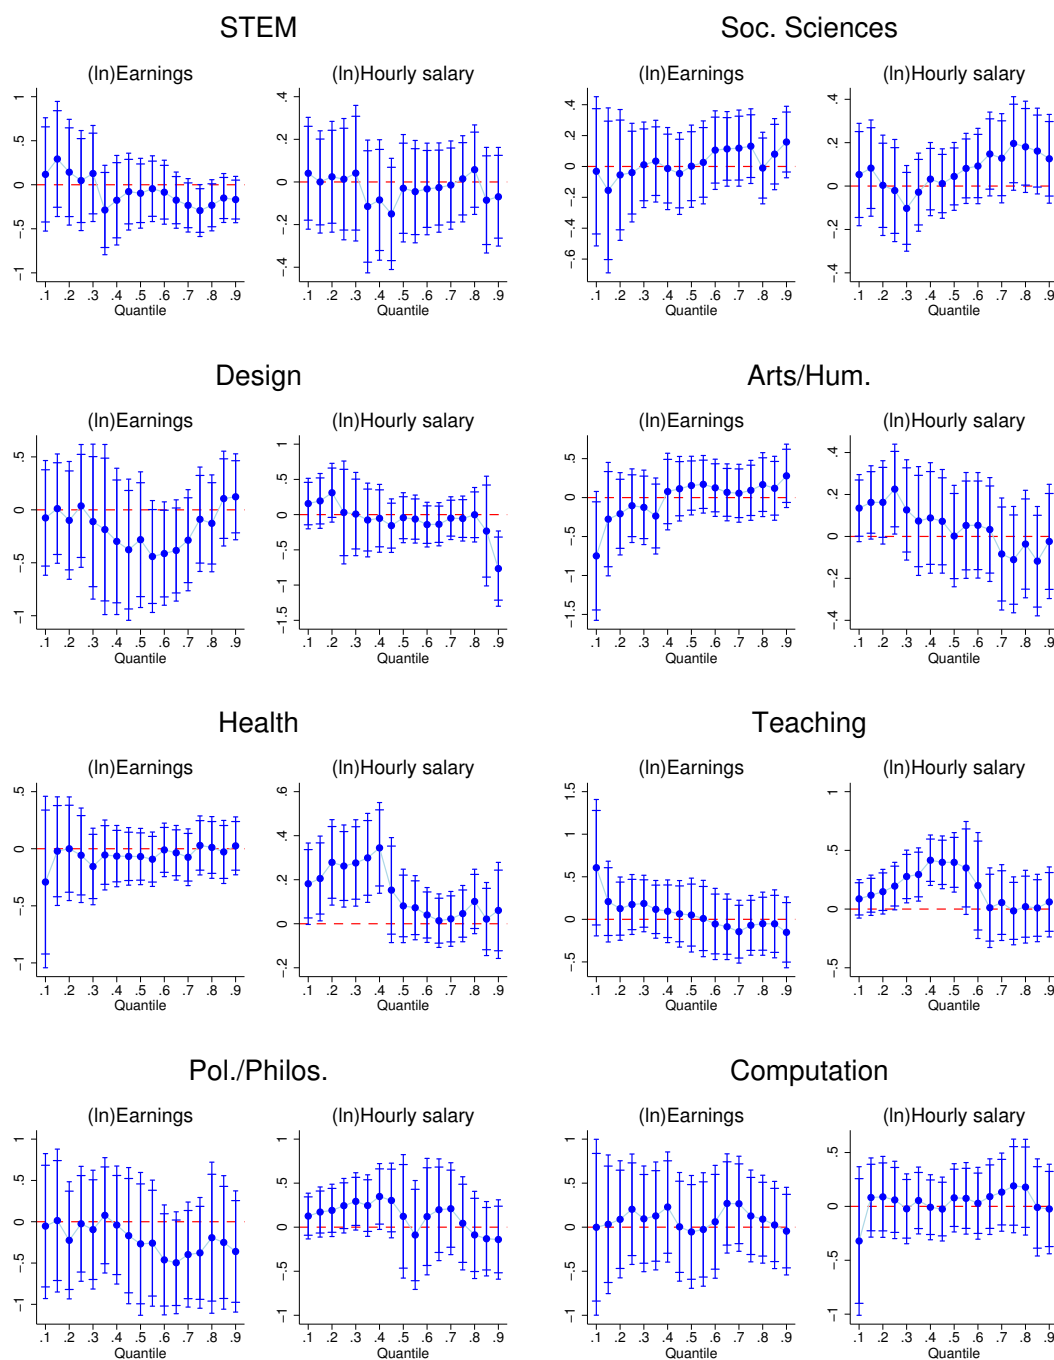 STEM
Soc. Sciences
(ln)Earnings
(ln)Hourly salary
(ln)Earnings
(ln)Hourly salary
1
.5
0
-.5
-1
.4
.2
0
-.2
-.4
.4
.2
0
-.2
-.4
-.6
.4
.2
0
-.2
-.4
.1 .2 .3 .4 .5 .6 .7 .8 .9
.1 .2 .3 .4 .5 .6 .7 .8 .9
.1 .2 .3 .4 .5 .6 .7 .8 .9
.1 .2 .3 .4 .5 .6 .7 .8 .9
Quantile
Quantile
Quantile
Quantile
Design
Arts/Hum.
(ln)Earnings
(ln)Hourly salary
(ln)Earnings
(ln)Hourly salary
.5
0
-.5
-1
1
.5
0
-.5
-1
-1.5
.5
0
-.5
-1
-1.5
.4
.2
0
-.2
-.4
.1 .2 .3 .4 .5 .6 .7 .8 .9
.1 .2 .3 .4 .5 .6 .7 .8 .9
.1 .2 .3 .4 .5 .6 .7 .8 .9
.1 .2 .3 .4 .5 .6 .7 .8 .9
Quantile
Quantile
Quantile
Quantile
Health
Teaching
(ln)Earnings
(ln)Hourly salary
(ln)Earnings
(ln)Hourly salary
.5
0
-.5
-1
.6
.4
.2
0
-.2
1.5
1
.5
0
-.5
1
.5
0
-.5
.1 .2 .3 .4 .5 .6 .7 .8 .9
.1 .2 .3 .4 .5 .6 .7 .8 .9
.1 .2 .3 .4 .5 .6 .7 .8 .9
.1 .2 .3 .4 .5 .6 .7 .8 .9
Quantile
Quantile
Quantile
Quantile
Pol./Philos.
Computation
(ln)Earnings
(ln)Hourly salary
(ln)Earnings
(ln)Hourly salary
1
.5
0
-.5
-1
1
.5
0
-.5
-1
1
.5
0
-.5
-1
.5
0
-.5
-1
.1 .2 .3 .4 .5 .6 .7 .8 .9
.1 .2 .3 .4 .5 .6 .7 .8 .9
.1 .2 .3 .4 .5 .6 .7 .8 .9
.1 .2 .3 .4 .5 .6 .7 .8 .9
Quantile
Quantile
Quantile
Quantile